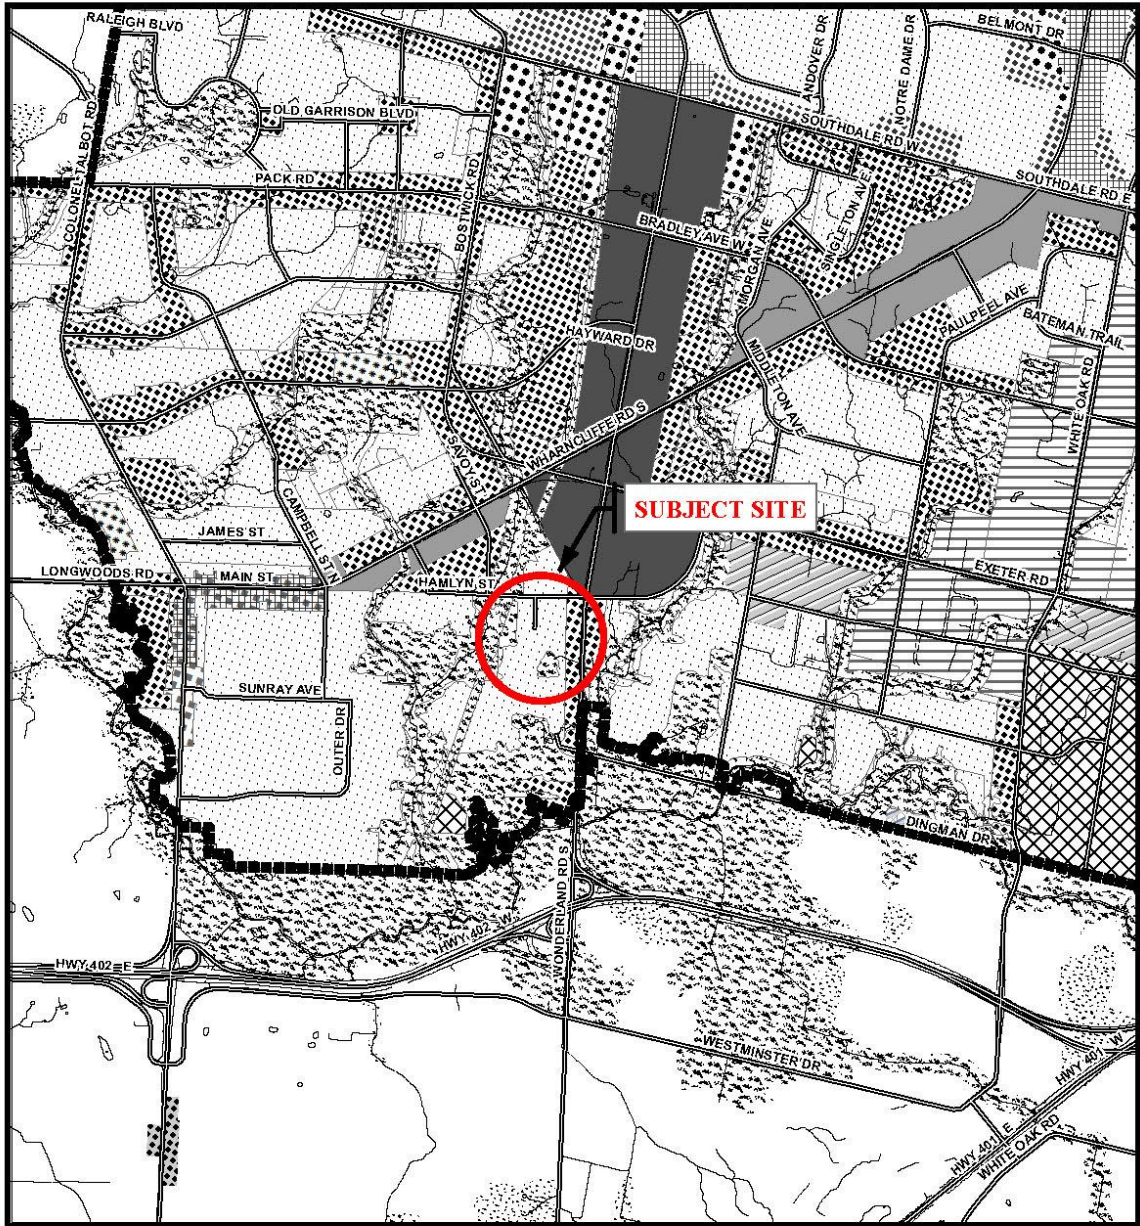 RALEIGH BLVD
BELMONT DR
ANDOVER DR
NOTRE DAME DR
COLONEL TALBOT RD
OLD GARRISON BLVD
SOUTHDALE RD W
PACK RD
BOSTWICK RD
SOUTHDALE RD E
SINGLETON AVE
BRADLEY AVE W
MORGAN AVE
PAULPEEL AVE
BATEMAN TRAIL
HAYWARD DR
MIDDLETON AVE
WHITE OAK RD
WHARNCLIFFE RD S
SAVOY ST
CAMPBELL ST N
SUBJECT SITE
JAMES ST
LONGWOODS RD
MAIN ST
HAMLYN ST
EXETER RD
SUNRAY AVE
OUTER DR
DINGMAN DR
WONDERLAND RD S
HWY 402 W
HWY 402 E
WESTMINSTER DR
HWY 401 W
HWY 401 E
WHITE OAK RD